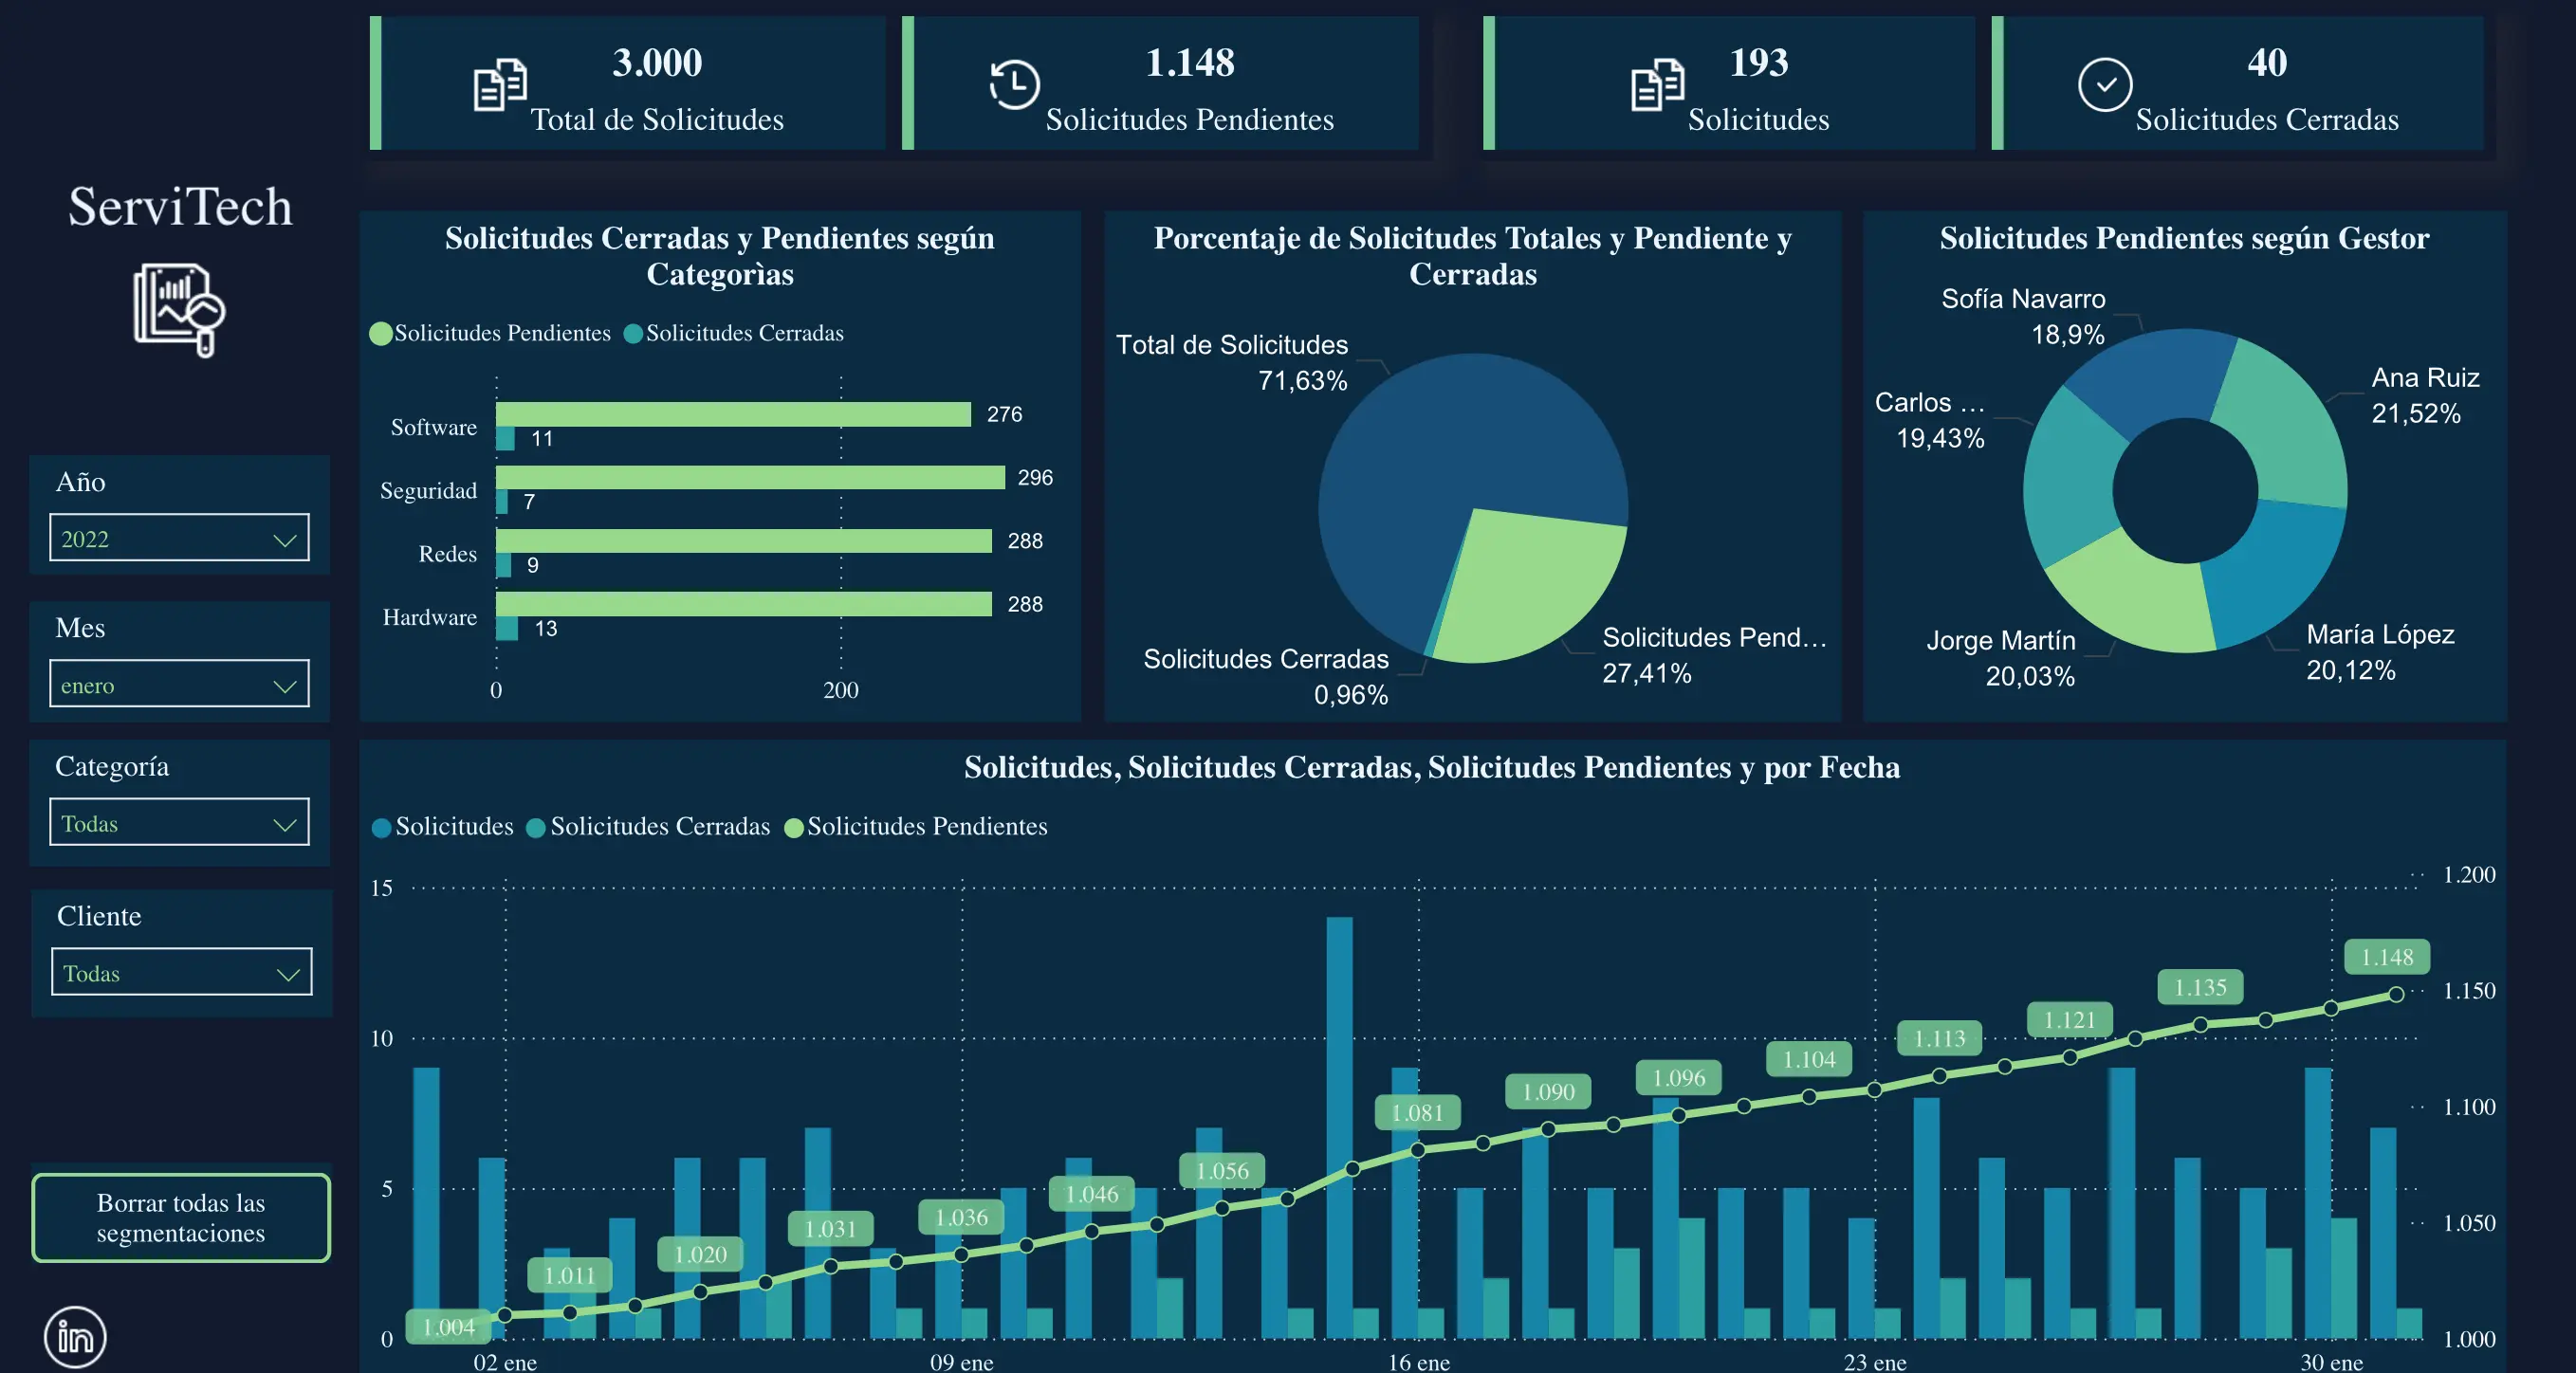 3.000
Total de Solicitudes
1.148
Solicitudes Pendientes
193
Solicitudes
40
Solicitudes Cerradas
ServiTech
Año
2022
Mes
enero
Categoría
Todas
Cliente
Todas
Borrar todas las
segmentaciones
in
Solicitudes Cerradas y Pendientes según
Categorìas
Solicitudes Pendientes Solicitudes Cerradas
Software
276
11
Seguridad
296
7
Redes
288
9
Hardware
288
13
0 200
Porcentaje de Solicitudes Totales y Pendiente y
Cerradas
Total de Solicitudes
71,63%
Solicitudes Cerradas
0,96%
Solicitudes Pend...
27,41%
Solicitudes Pendientes según Gestor
Sofía Navarro
18,9%
Ana Ruiz
21,52%
Carlos ...
19,43%
Jorge Martín
20,03%
María López
20,12%
Solicitudes, Solicitudes Cerradas, Solicitudes Pendientes y por Fecha
Solicitudes Solicitudes Cerradas Solicitudes Pendientes
15
10
5
0
1.200
1.150
1.100
1.050
1.000
1.004
1.011
1.020
1.031
1.036
1.046
1.056
1.081
1.090
1.096
1.104
1.113
1.121
1.135
1.148
02 ene 09 ene 16 ene 23 ene 30 ene